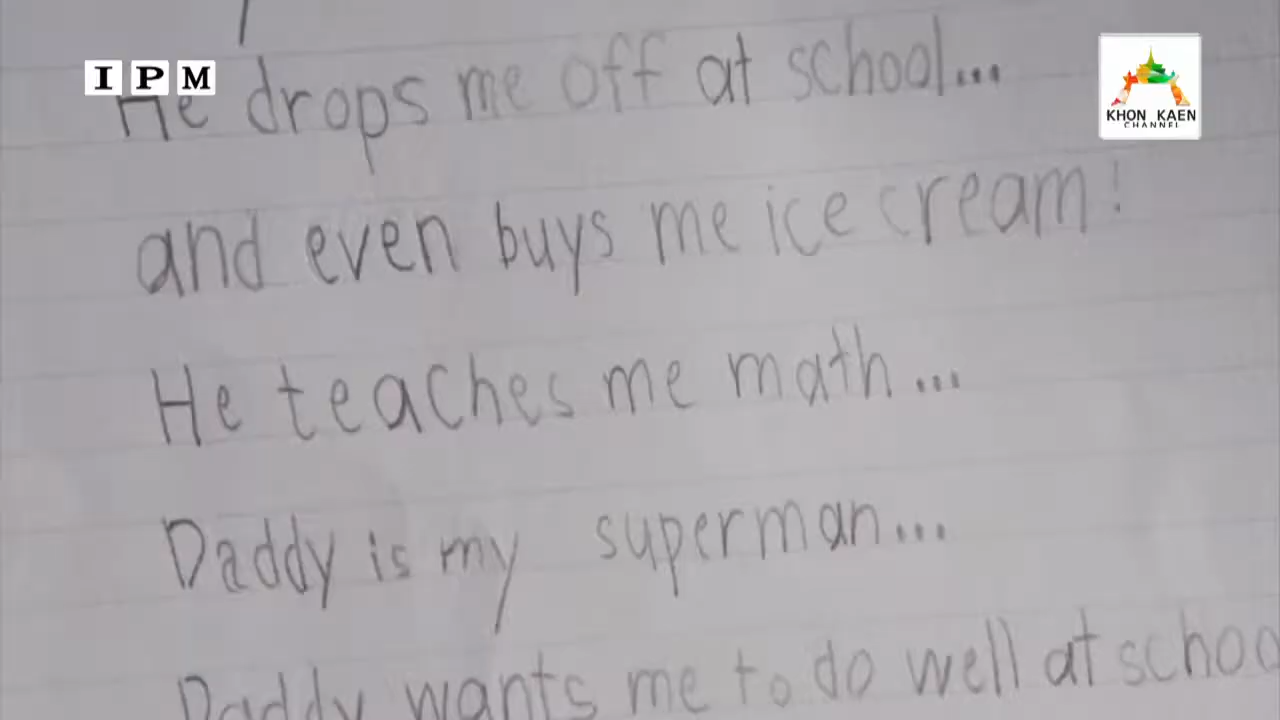 IPM
KHON KAEN
CHANNEL
He drops me off at school...
and even buys me ice cream!
He teaches me math...
Daddy is my superman...
Daddy wants me to do well at schoo